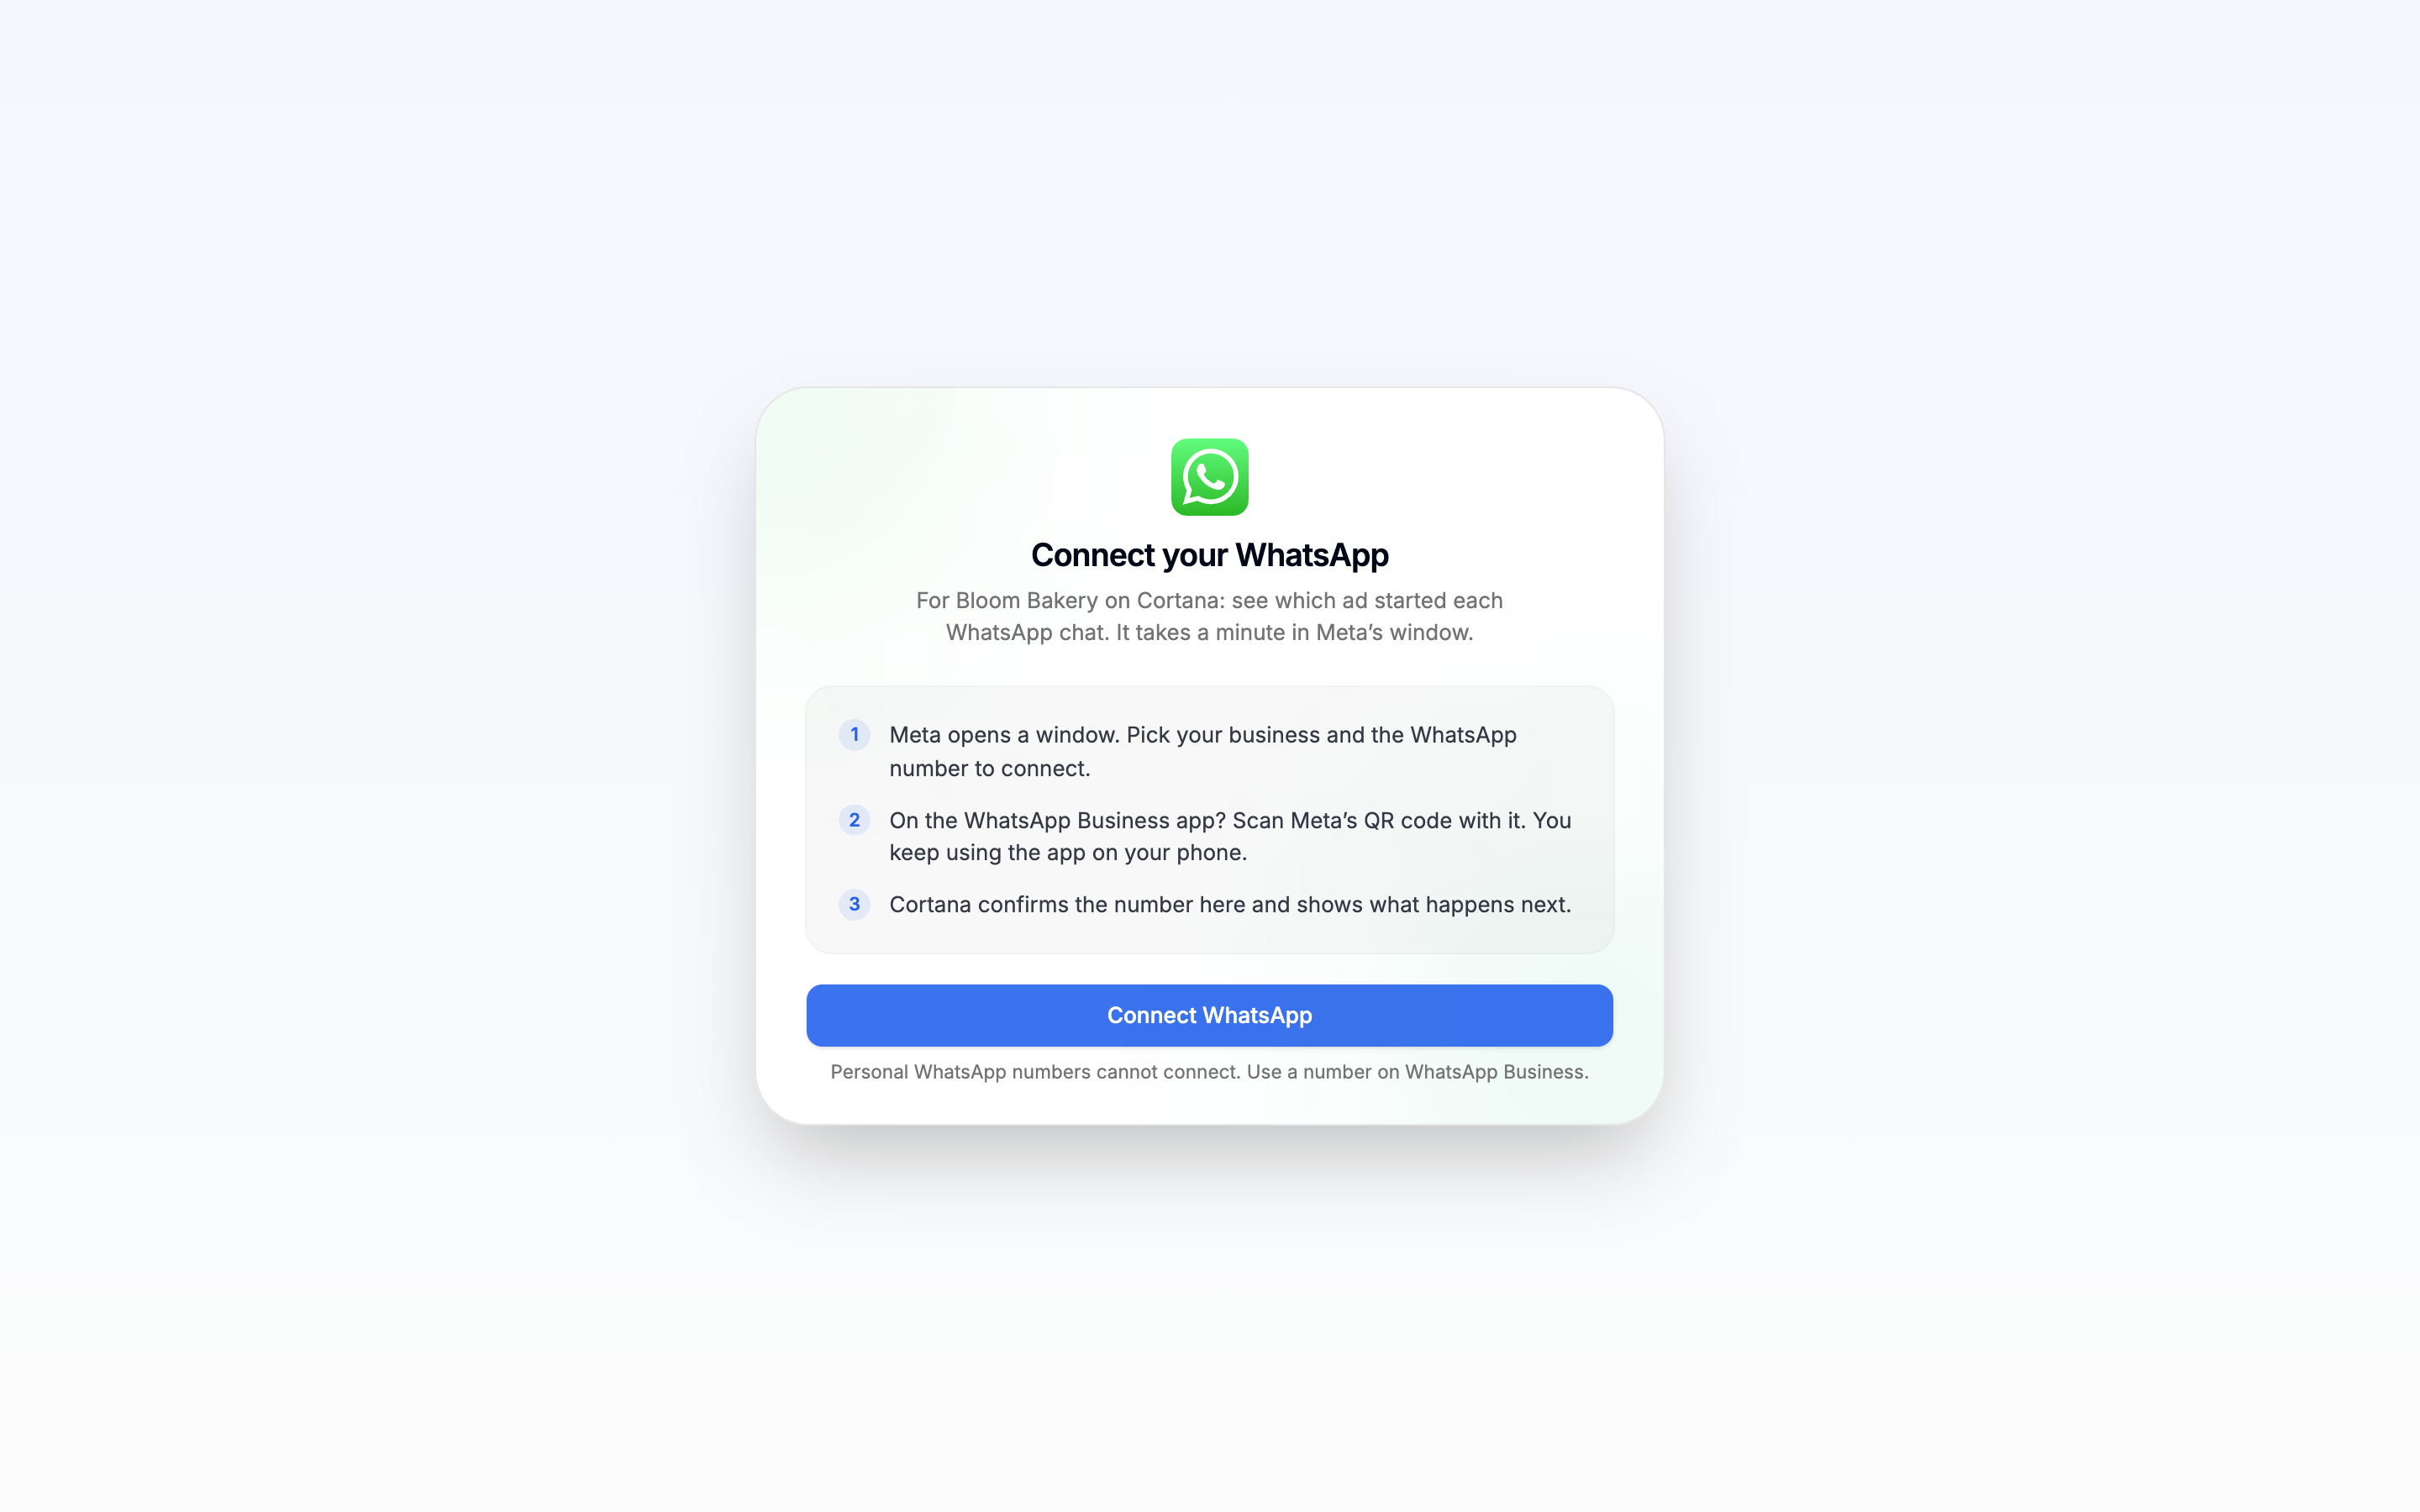 Connect your WhatsApp
For Bloom Bakery on Cortana: see which ad started each
WhatsApp chat. It takes a minute in Meta’s window.
1 Meta opens a window. Pick your business and the WhatsApp
number to connect.
2 On the WhatsApp Business app? Scan Meta’s QR code with it. You
keep using the app on your phone.
3 Cortana confirms the number here and shows what happens next.
Connect WhatsApp
Personal WhatsApp numbers cannot connect. Use a number on WhatsApp Business.